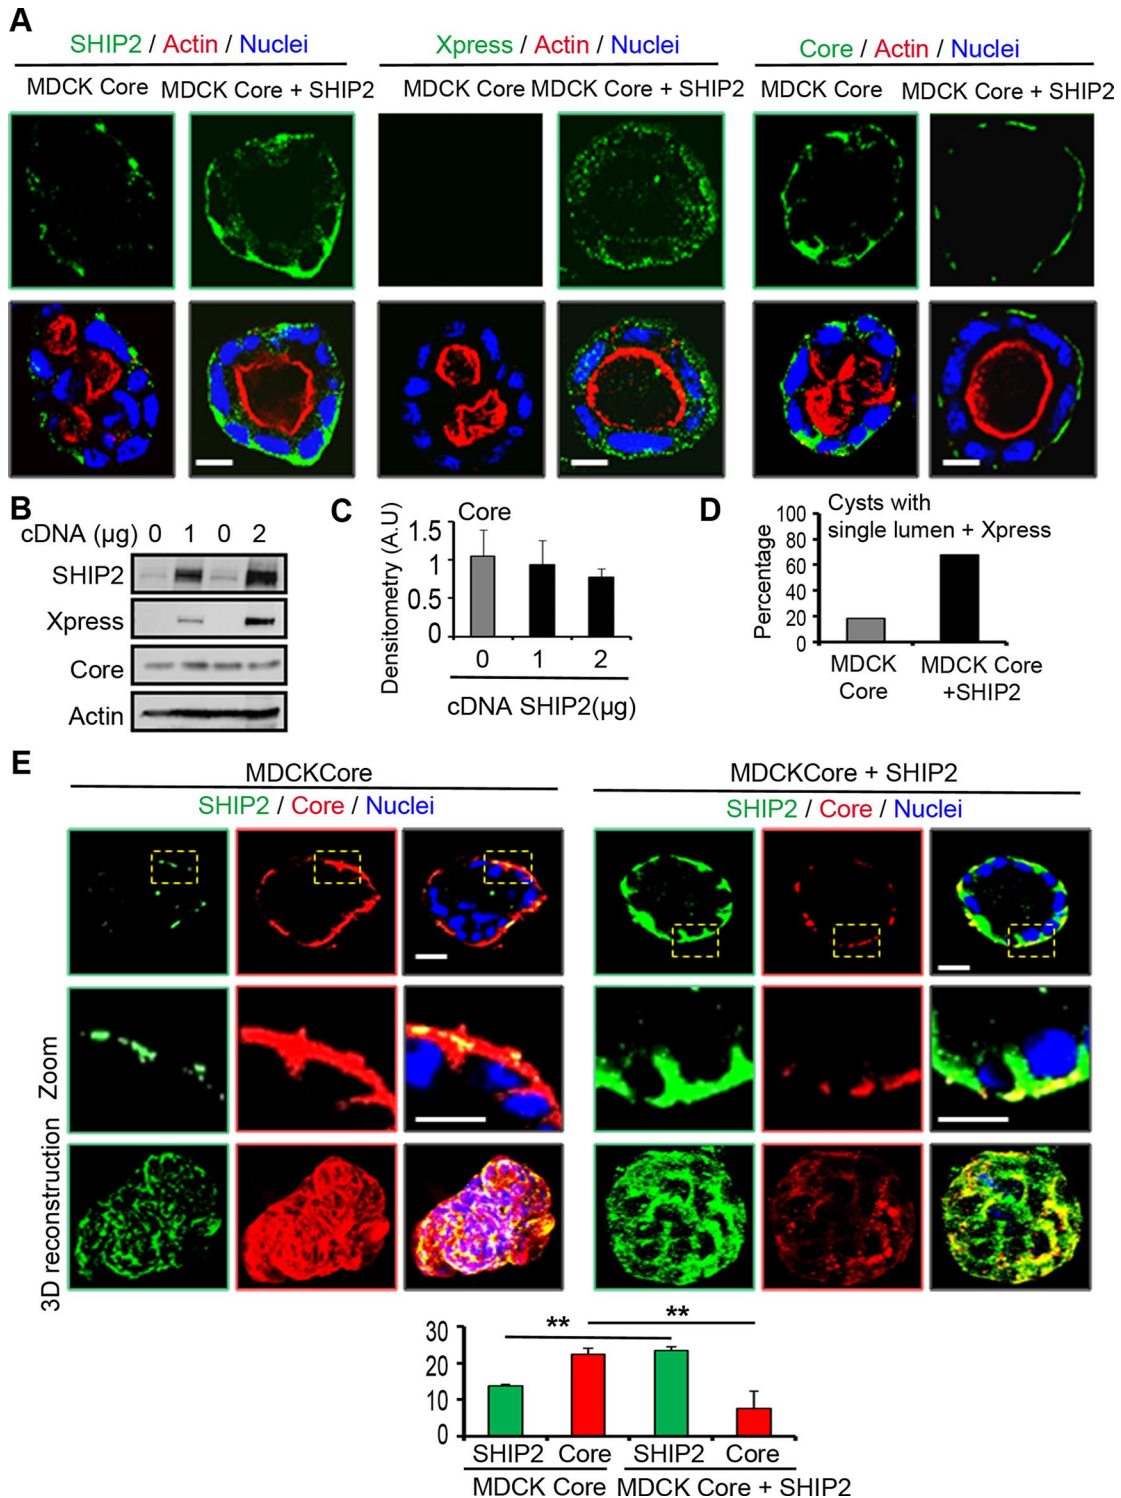 A
SHIP2 / Actin / Nuclei
Xpress / Actin / Nuclei
Core / Actin / Nuclei
MDCK Core
MDCK Core + SHIP2
MDCK Core
MDCK Core + SHIP2
MDCK Core
MDCK Core + SHIP2
B
cDNA (µg) 0 1 0 2
SHIP2
Xpress
Core
Actin
C
Core
Densitometry (A.U)
1.5
1
0.5
0
0 1 2
cDNA SHIP2(µg)
D
Cysts with
single lumen + Xpress
Percentage
100
80
60
40
20
0
MDCK
Core
MDCK Core
+SHIP2
E
MDCKCore
MDCKCore + SHIP2
SHIP2 / Core / Nuclei
SHIP2 / Core / Nuclei
Zoom
3D reconstruction
** **
30
20
10
0
SHIP2 Core SHIP2 Core
MDCK Core MDCK Core + SHIP2